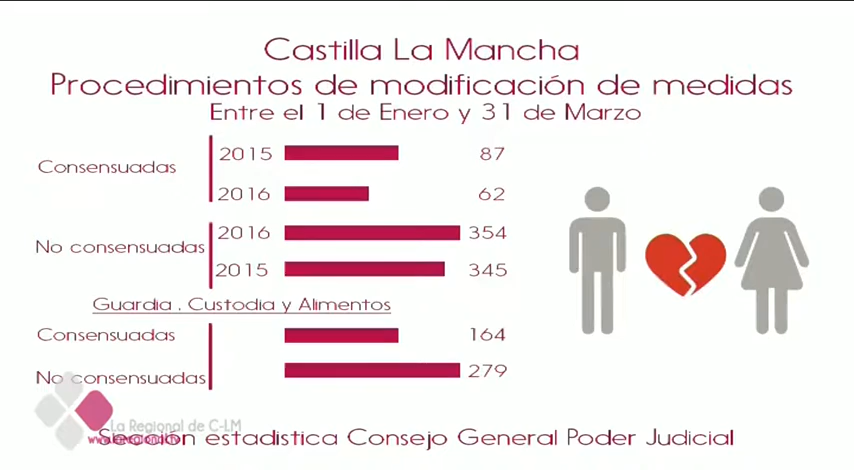 Castilla La Mancha
Procedimientos de modificación de medidas
Entre el 1 de Enero y 31 de Marzo
Consensuadas
2015 87
2016 62
No consensuadas
2016 354
2015 345
Guardia . Custodia y Alimentos
Consensuadas 164
No consensuadas 279
La Regional de C-LM
Sección estadistica Consejo General Poder Judicial